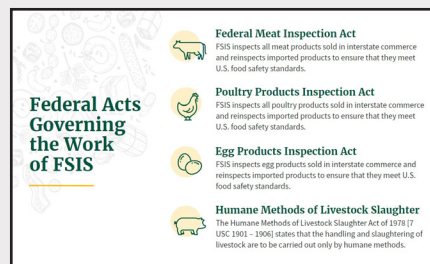 Federal Acts
Governing
the Work
of FSIS
Federal Meat Inspection Act
FSIS inspects all meat products sold in interstate commerce
and reinspects imported products to ensure that they meet
U.S. food safety standards.
Poultry Products Inspection Act
FSIS inspects all poultry products sold in interstate commerce
and reinspects imported products to ensure that they meet
U.S. food safety standards.
Egg Products Inspection Act
FSIS inspects egg products sold in interstate commerce and
reinspects imported products to ensure that they meet U.S.
food safety standards.
Humane Methods of Livestock Slaughter
The Humane Methods of Livestock Slaughter Act of 1978 [7
USC 1901 – 1906] states that the handling and slaughtering of
livestock are to be carried out only by humane methods.